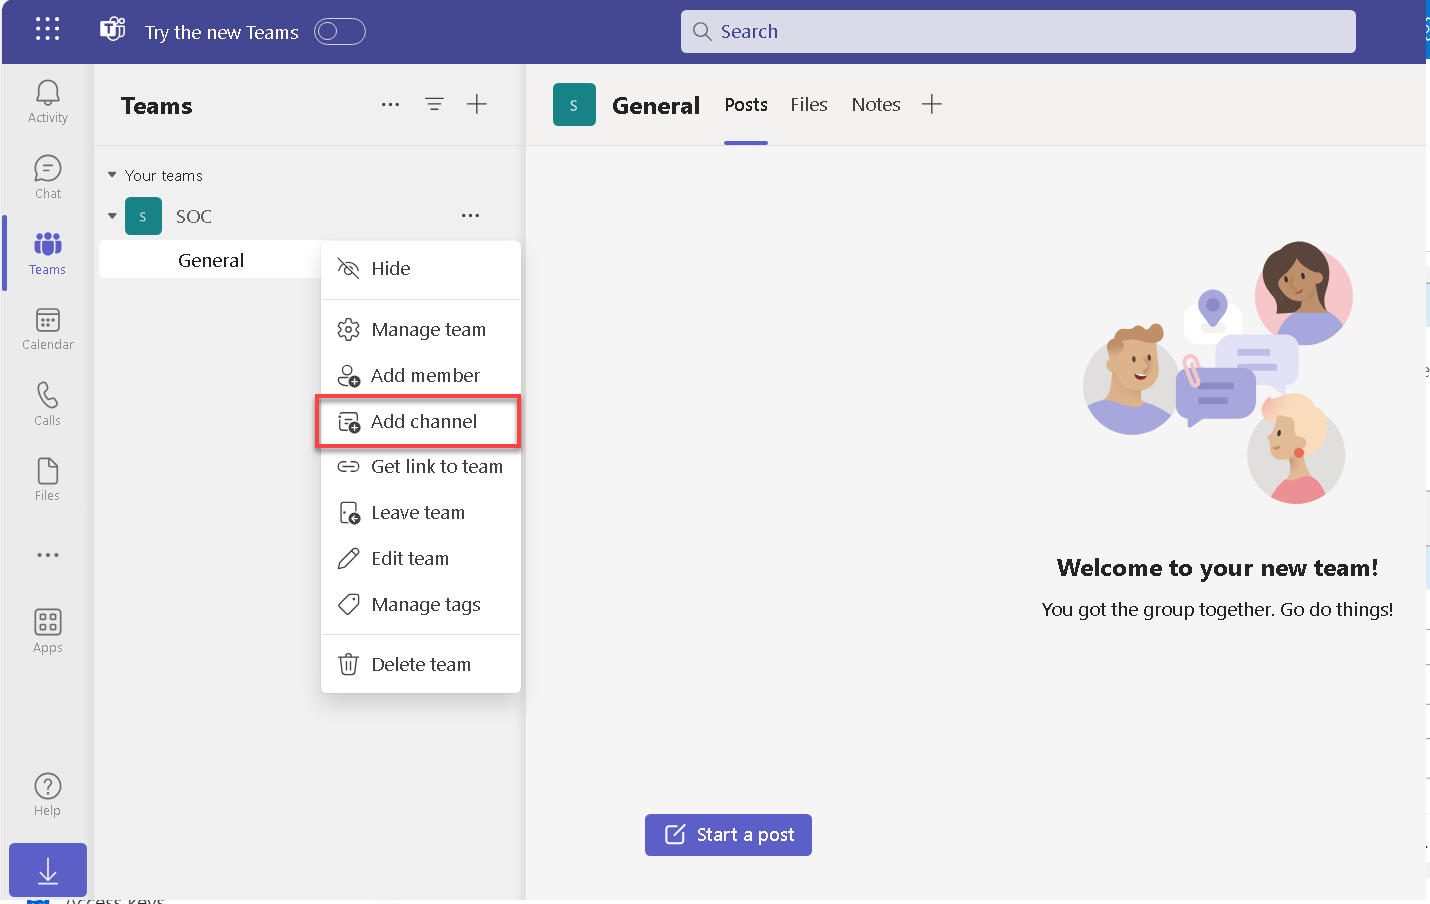 Try the new Teams
Search
Activity
Chat
Teams
Calendar
Calls
Files
Apps
Help
Teams
Your teams
S
SOC
General
Hide
Manage team
Add member
Add channel
Get link to team
Leave team
Edit team
Manage tags
Delete team
S
General
Posts
Files
Notes
Welcome to your new team!
You got the group together. Go do things!
Start a post